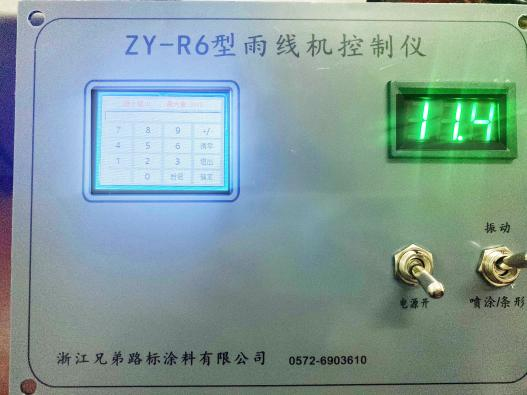 ZY-R6型雨线机控制仪
11.4
7 8 9 +/-
4 5 6 清除
1 2 3 退出
0 确定
振动
电源开
喷涂/条形
浙江兄弟路标涂料有限公司 0572-6903610